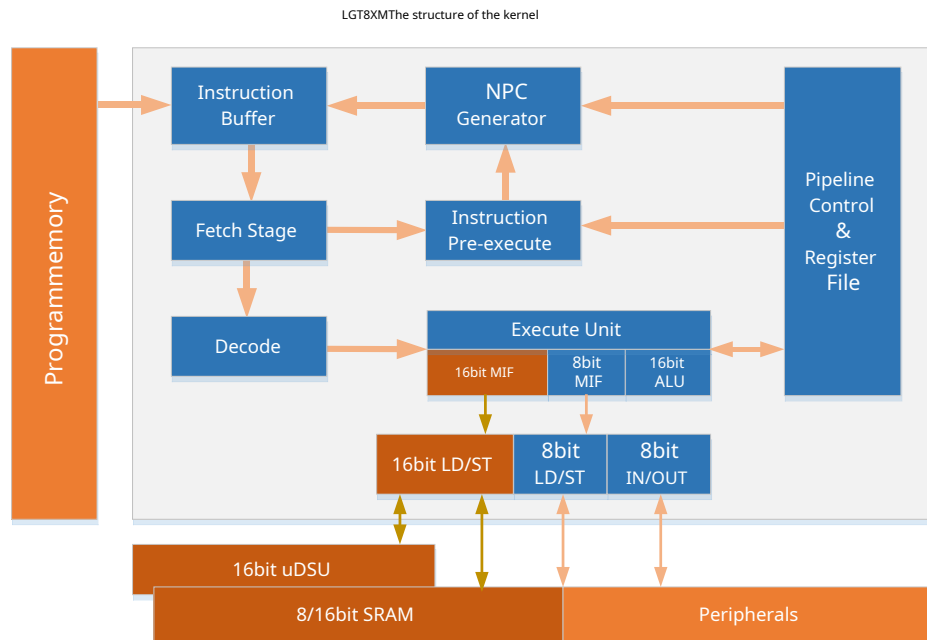 LGT8XMThe structure of the kernel
Programmemory
Instruction
Buffer
NPC
Generator
Pipeline
Control
&
Register
File
Fetch Stage
Instruction
Pre-execute
Decode
Execute Unit
16bit MIF
8bit
MIF
16bit
ALU
16bit LD/ST
8bit
LD/ST
8bit
IN/OUT
16bit uDSU
8/16bit SRAM
Peripherals